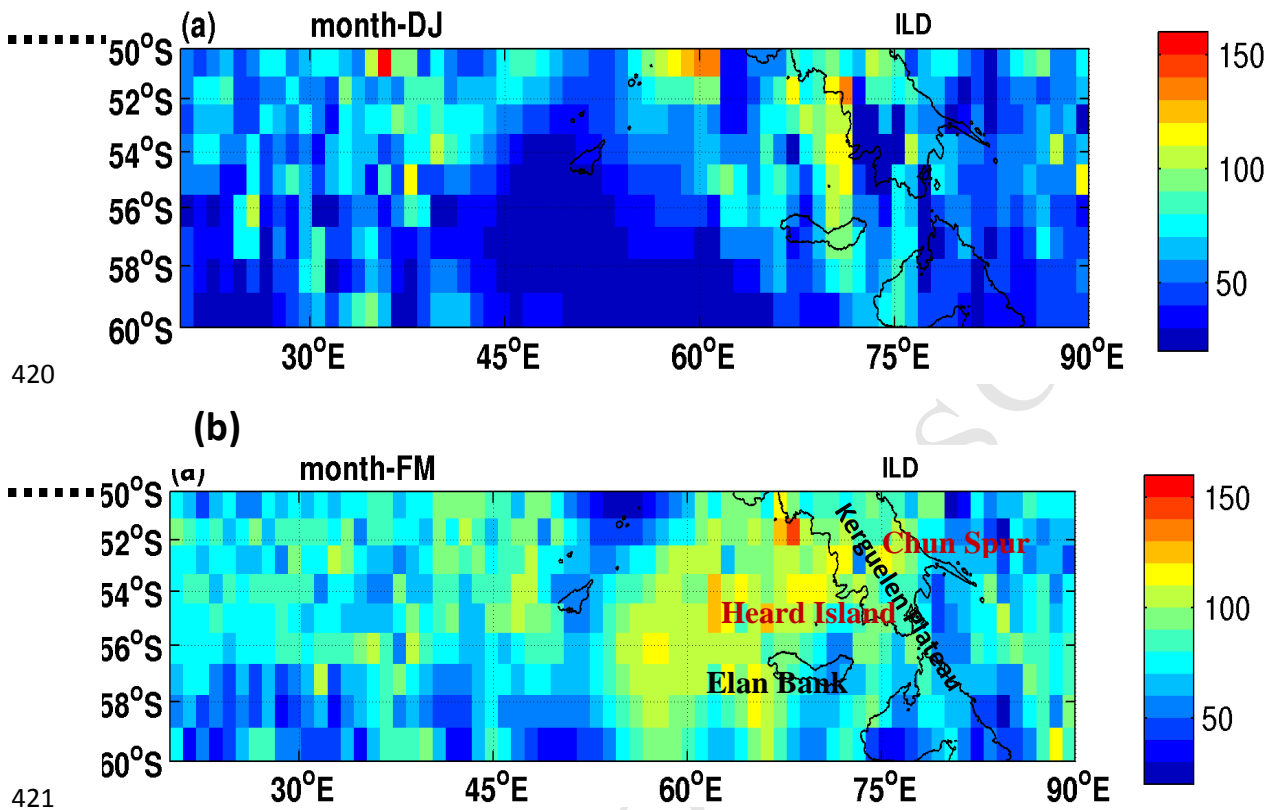 (a) month-DJ ILD
50°S
52°S
54°S
56°S
58°S
60°S
30°E 45°E 60°E 75°E 90°E
150
100
50
420
(b)
(a) month-FM ILD
50°S
52°S
54°S
56°S
58°S
60°S
30°E 45°E 60°E 75°E 90°E
Kerguelen Plateau
Chun Spur
Heard Island
Elan Bank
150
100
50
421